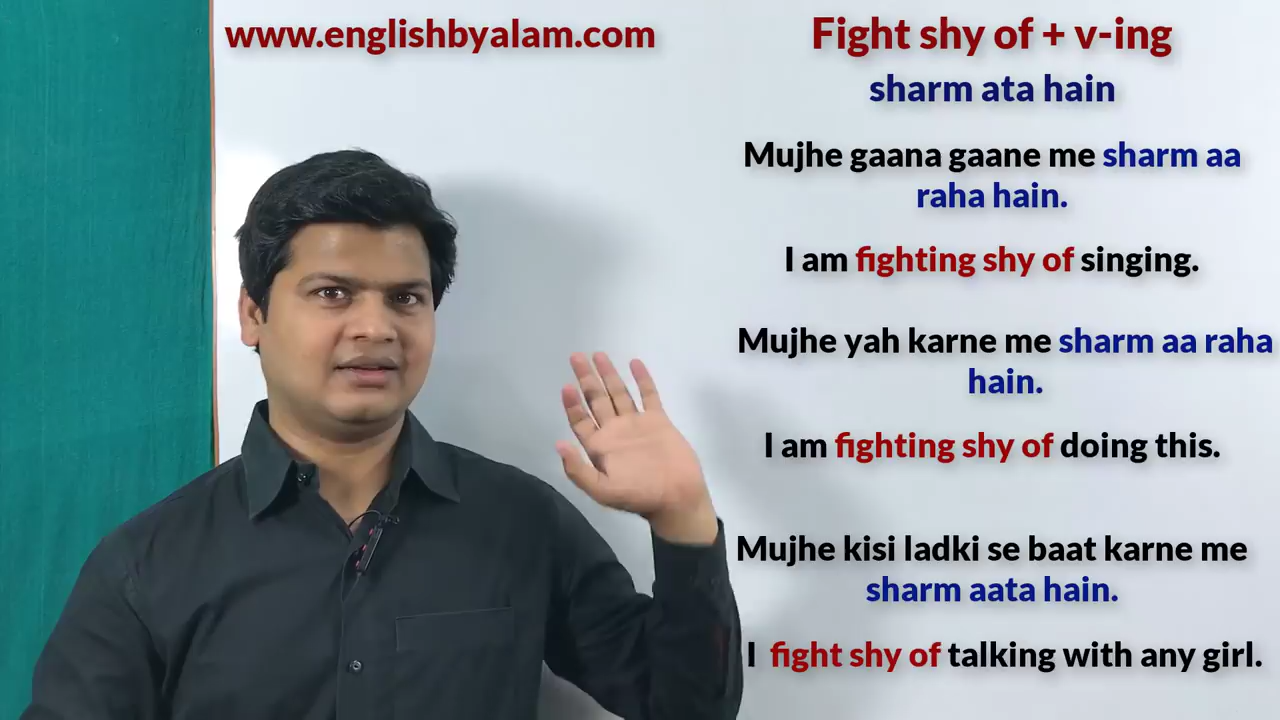 www.englishbyalam.com
Fight shy of + v-ing
sharm ata hain
Mujhe gaana gaane me sharm aa
raha hain.
I am fighting shy of singing.
Mujhe yah karne me sharm aa raha
hain.
I am fighting shy of doing this.
Mujhe kisi ladki se baat karne me
sharm aata hain.
I fight shy of talking with any girl.